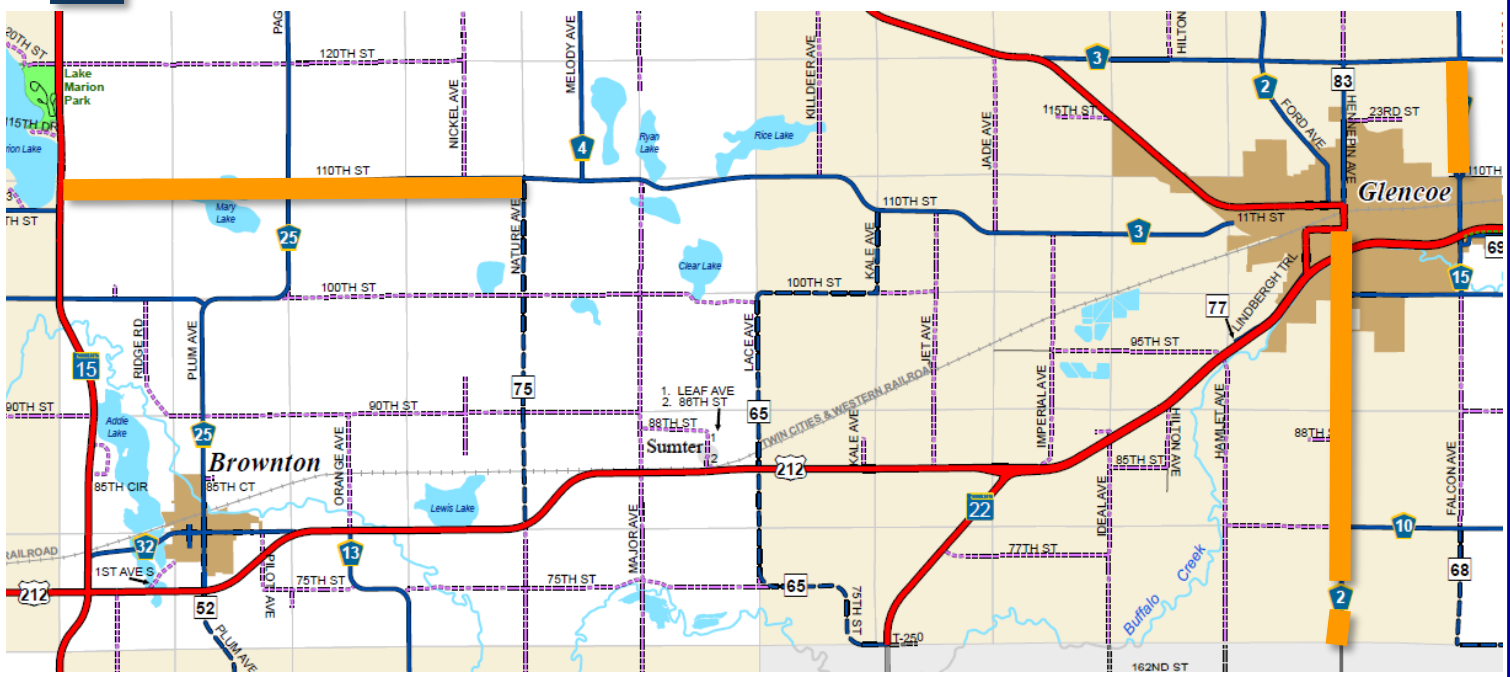 20TH ST
120TH ST
PAG
MELODY AVE
KILLDEER AVE
HILTON
3
83
2
Lake
Marion
Park
115TH DR
rion Lake
NICKEL AVE
4
Ryan
Lake
Rice Lake
JADE AVE
115TH ST
FORD AVE
HENNEPIN AVE
23RD ST
110TH ST
110TH
Glencoe
3
TH ST
Mary
Lake
25
NATURE AVE
110TH ST
11TH ST
3
KALE AVE
Clear Lake
69
15
100TH ST
100TH ST
77
LINDBERGH TRL
RIDGE RD
PLUM AVE
LACE AVE
JET AVE
95TH ST
15
75
1. LEAF AVE
2. 86TH ST
TWIN CITIES & WESTERN RAILROAD
IMPERIAL AVE
HILTON AVE
HAMLET AVE
90TH ST
90TH ST
65
Addie
Lake
25
88TH ST
1
2
Sumter
KALE AVE
88TH S
Brownton
ORANGE AVE
212
85TH ST
FALCON AVE
85TH CIR
85TH CT
Lewis Lake
MAJOR AVE
22
IDEAL AVE
10
32
13
RAILROAD
77TH ST
1ST AVE S
PILOT AVE
75TH ST
75TH ST
65
75TH ST
Buffalo
Creek
68
212
52
2
PLUM AVE
T-250
162ND ST